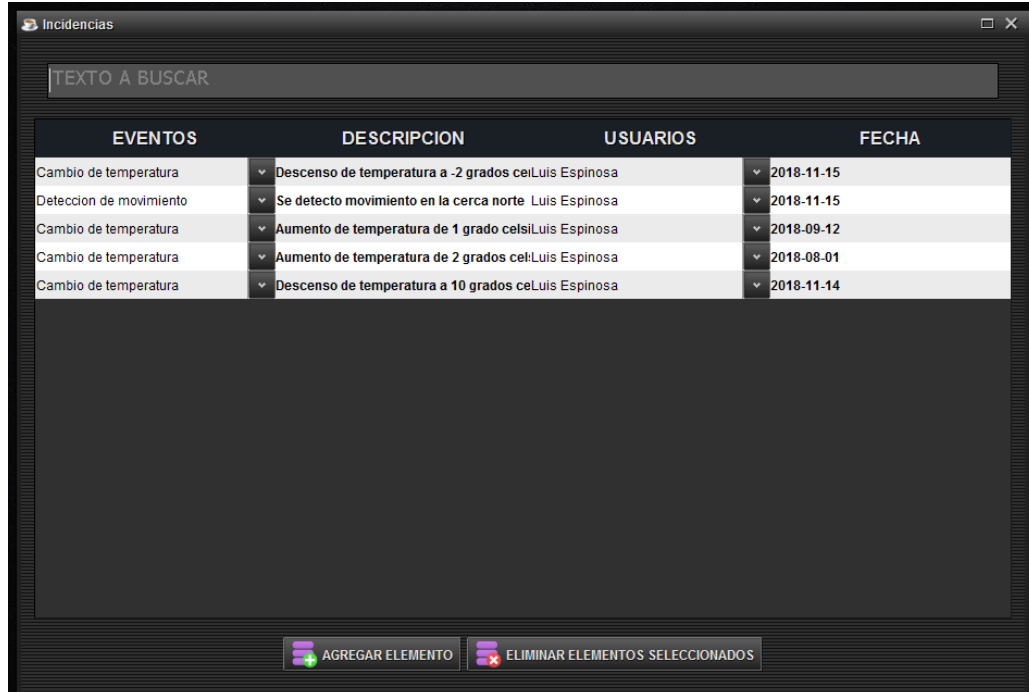 Incidencias
TEXTO A BUSCAR
EVENTOS DESCRIPCION USUARIOS FECHA
Cambio de temperatura Descenso de temperatura a -2 grados ce Luis Espinosa 2018-11-15
Deteccion de movimiento Se detecto movimiento en la cerca norte Luis Espinosa 2018-11-15
Cambio de temperatura Aumento de temperatura de 1 grado celsi Luis Espinosa 2018-09-12
Cambio de temperatura Aumento de temperatura de 2 grados cel Luis Espinosa 2018-08-01
Cambio de temperatura Descenso de temperatura a 10 grados ce Luis Espinosa 2018-11-14
AGREGAR ELEMENTO ELIMINAR ELEMENTOS SELECCIONADOS